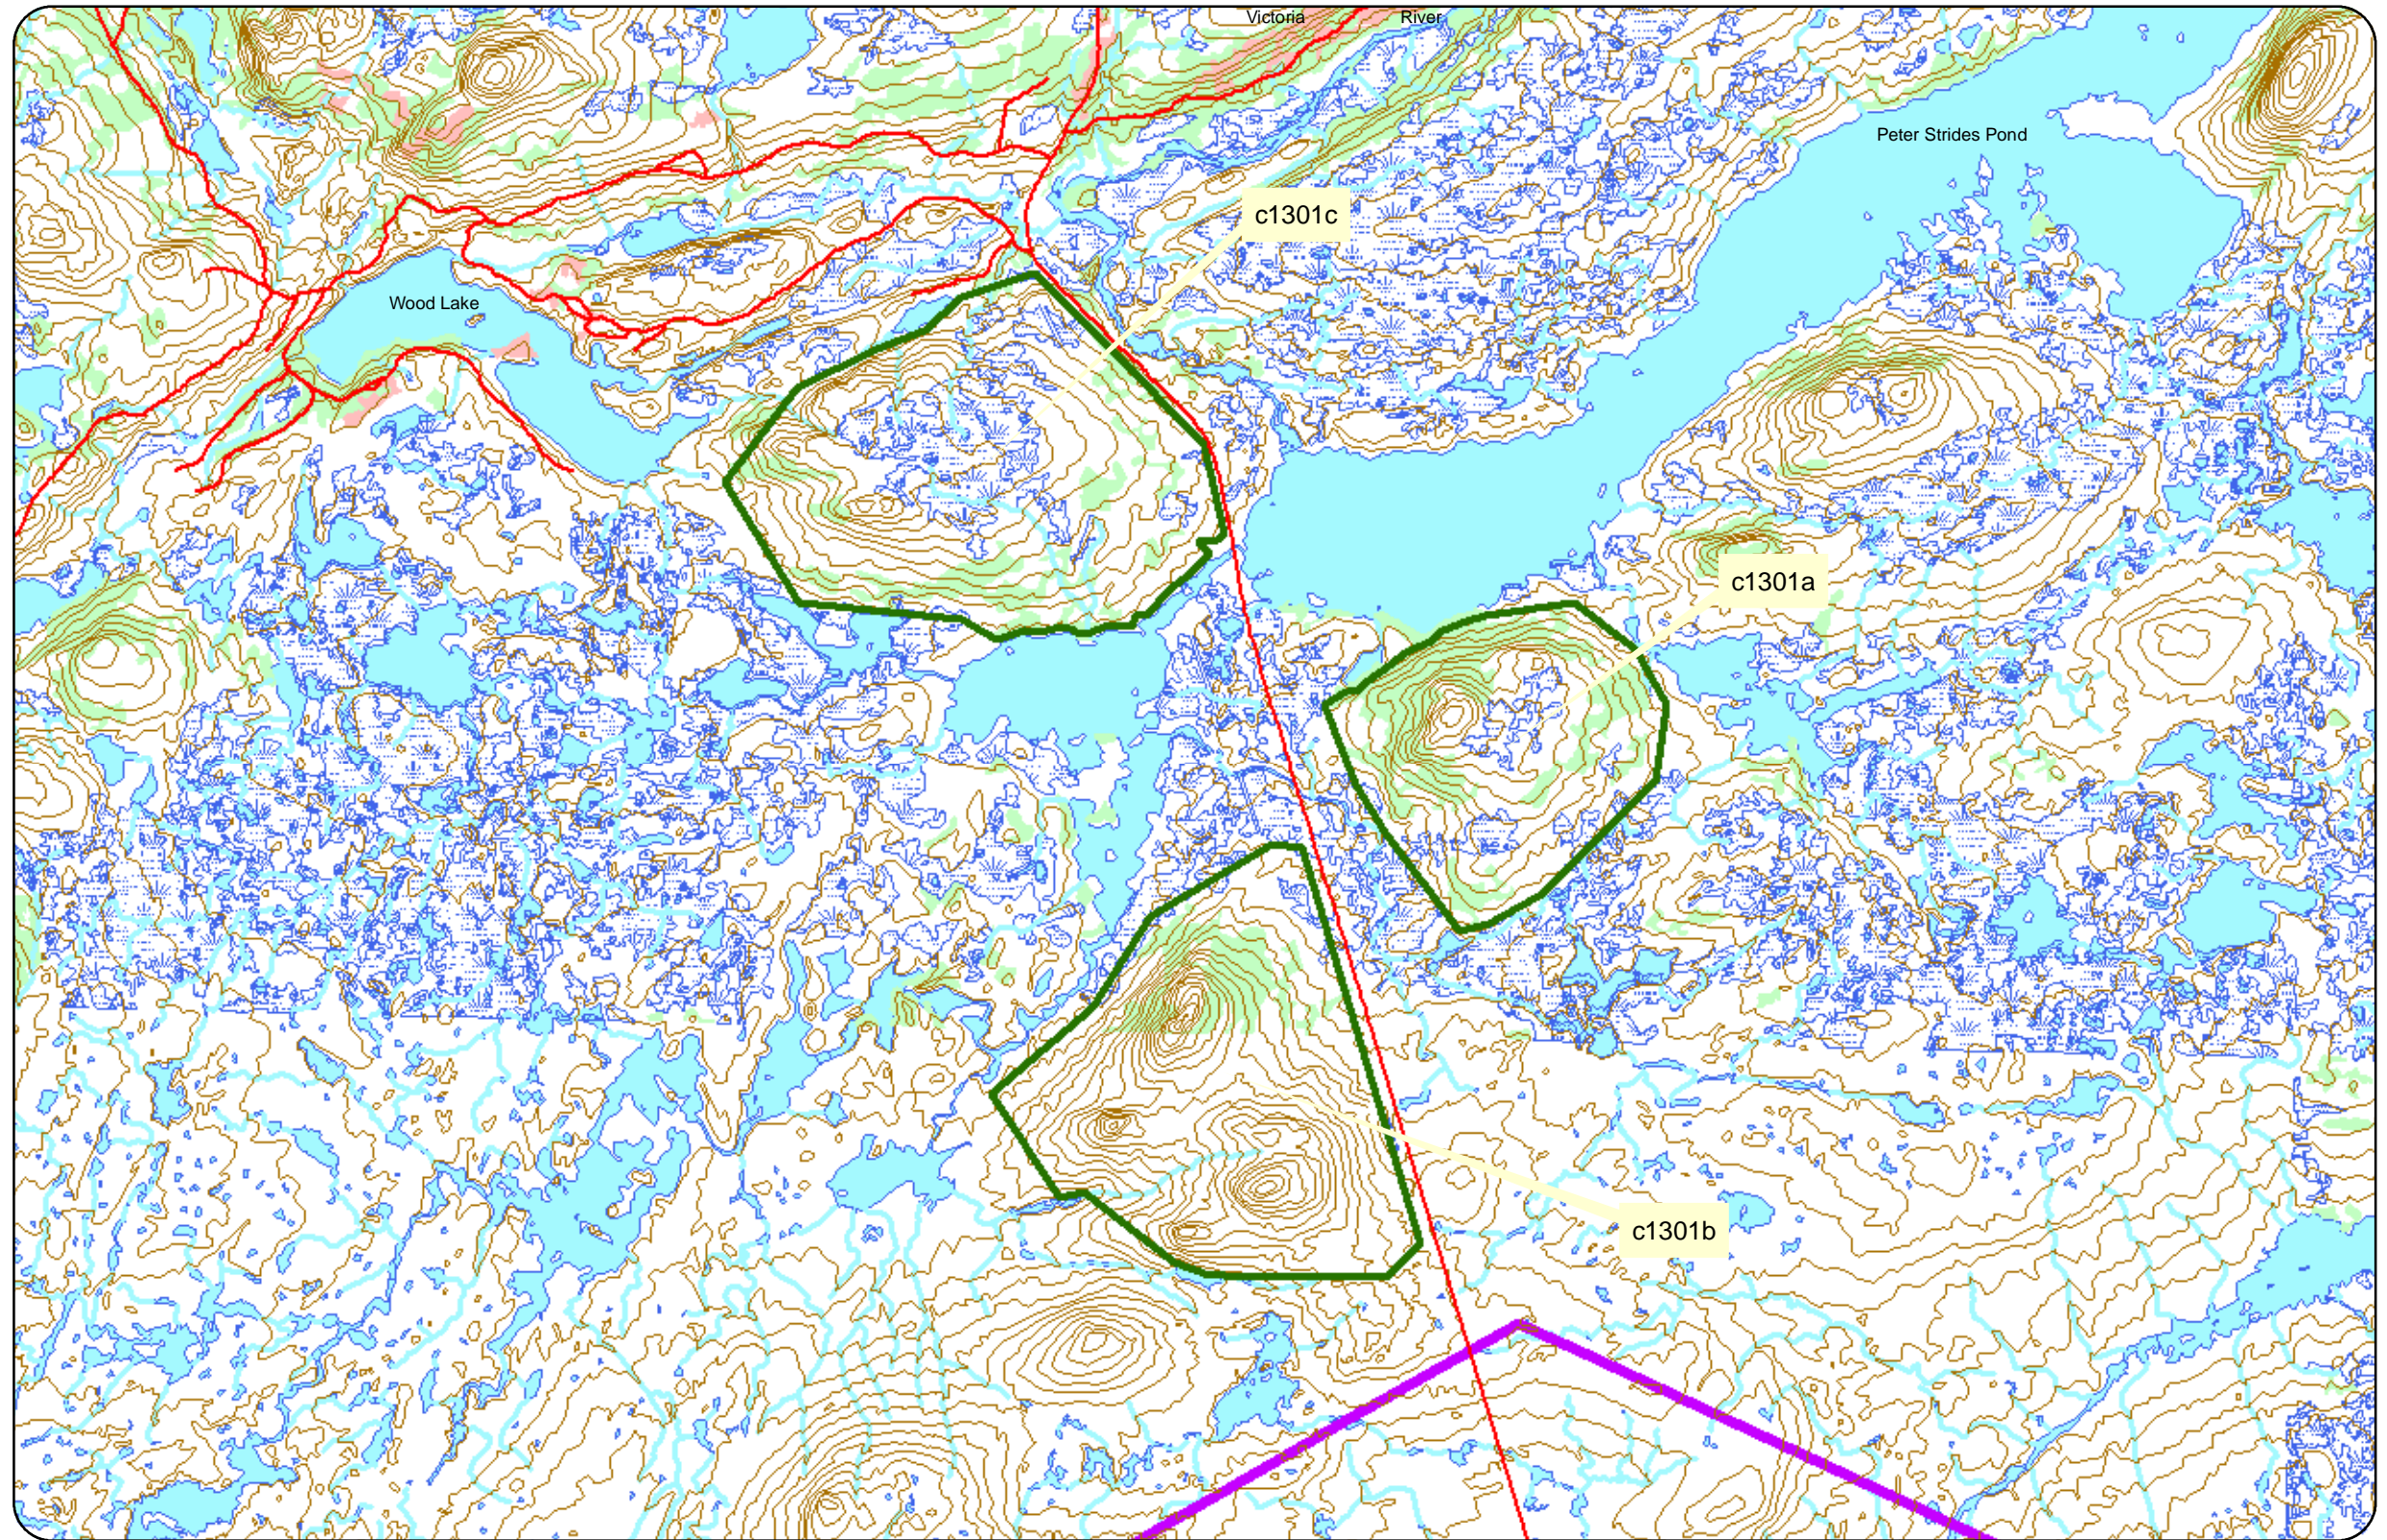 Victoria River
Peter Strides Pond
c1301c
Wood Lake
c1301a
c1301b